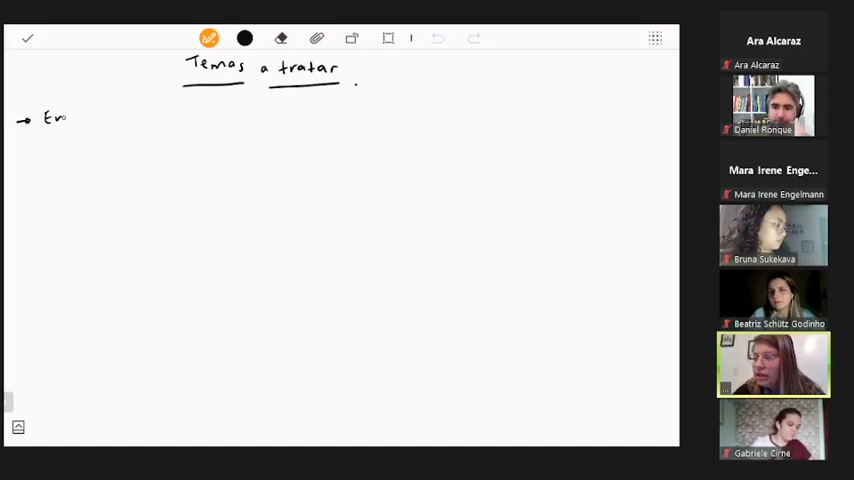 Temas a tratar.
→ Ero
Ara Alcaraz
Ara Alcaraz
Daniel Ronque
Mara Irene Enge...
Mara Irene Engelmann
Bruna Sukekava
Beatriz Schütz Godinho
...
Gabriele Cirne